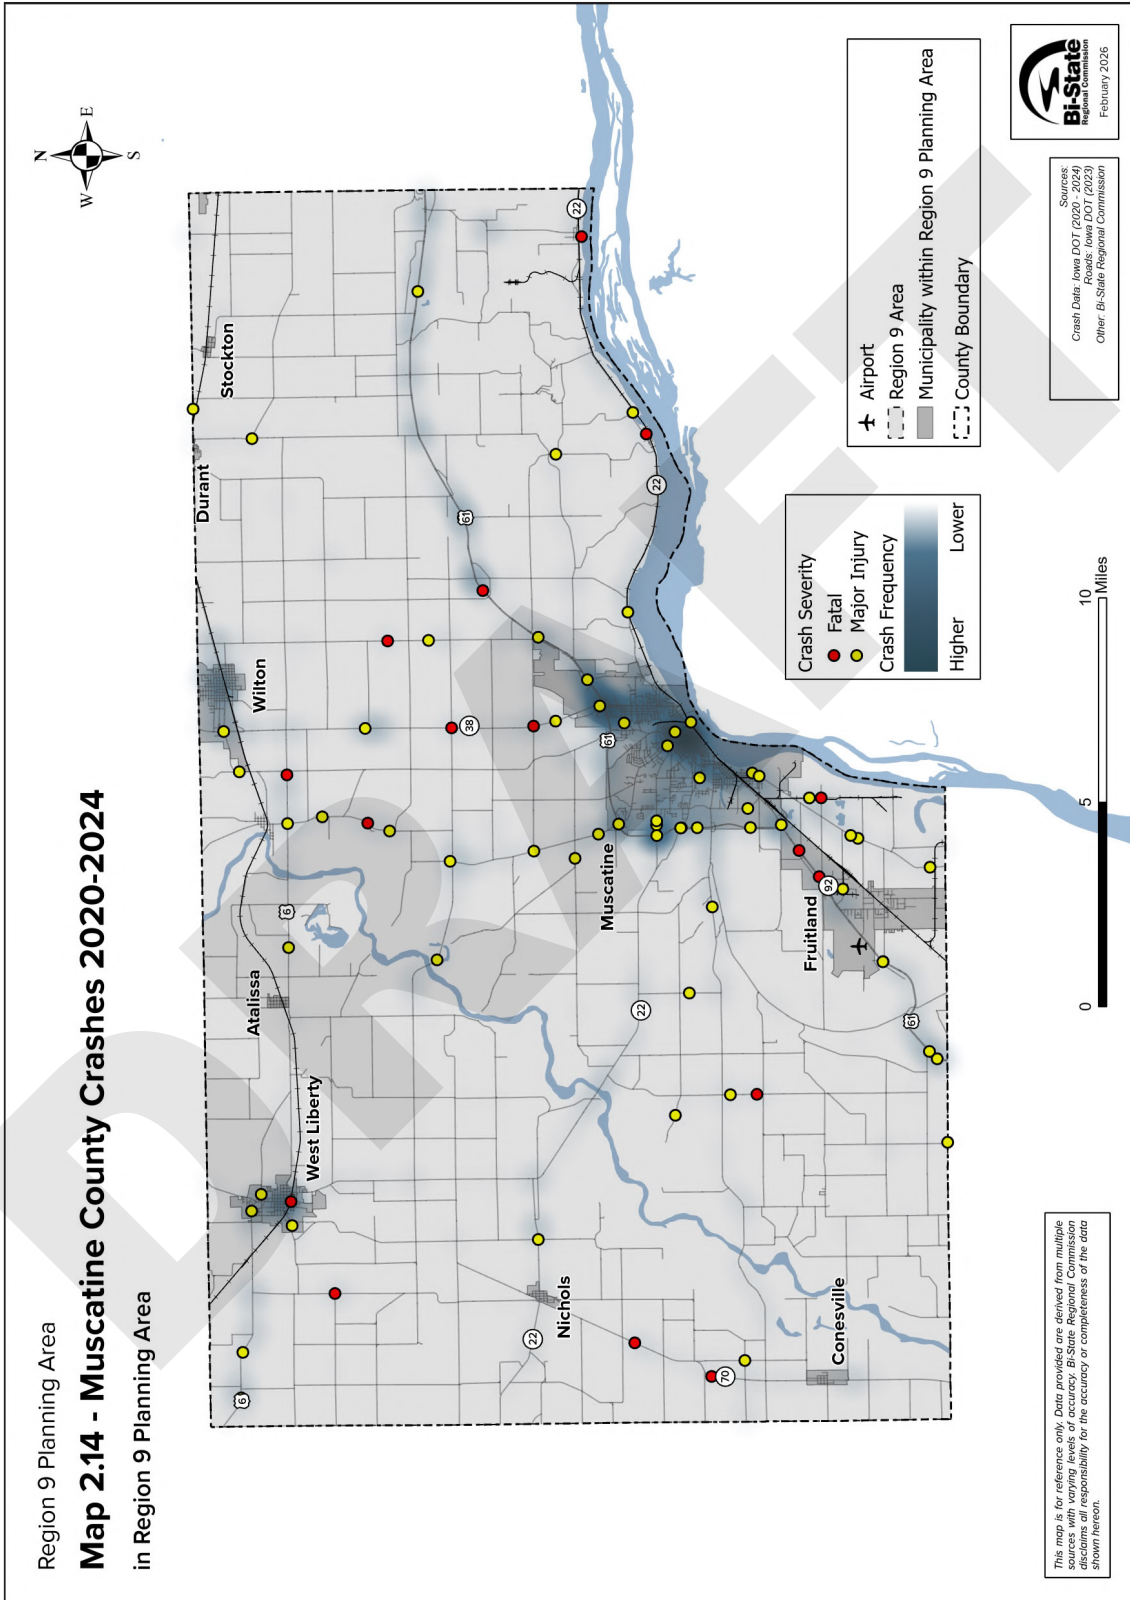 Region 9 Planning Area
Map 2.14 - Muscatine County Crashes 2020-2024
in Region 9 Planning Area
N
W
E
S
DRAFT
Durant
Stockton
Wilton
Atalissa
West Liberty
Muscatine
Nichols
Fruitland
Conesville
6
6
38
61
61
61
22
22
22
22
92
70
Crash Severity
Fatal
Major Injury
Crash Frequency
Higher
Lower
Airport
Region 9 Area
Municipality within Region 9 Planning Area
County Boundary
0
5
10
Miles
This map is for reference only. Data provided are derived from multiple
sources with varying levels of accuracy. Bi-State Regional Commission
disclaims all responsibility for the accuracy or completeness of the data
shown hereon.
Sources:
Crash Data: Iowa DOT (2020 - 2024)
Roads: Iowa DOT (2023)
Other: Bi-State Regional Commission
Bi-State
Regional Commission
February 2026